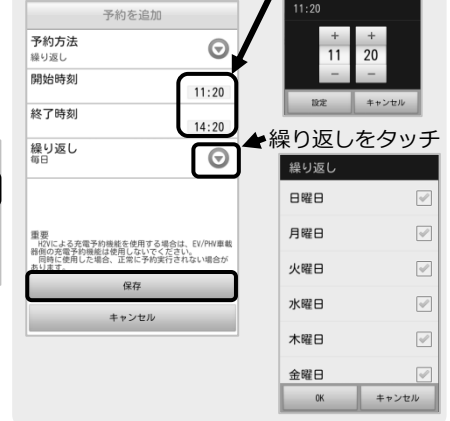 予約を追加
予約方法
繰り返し
開始時刻
11:20
終了時刻
14:20
繰り返し
毎日
重要
H2Vによる充電予約機能を使用する場合は、EV/PHV車載
器側の充電予約機能は使用しないでください。
同時に使用した場合、正常に予約実行されない場合が
あります。
保存
キャンセル
11:20
+ +
11 20
− −
設定 キャンセル
繰り返しをタッチ
繰り返し
日曜日
月曜日
火曜日
水曜日
木曜日
金曜日
OK キャンセル